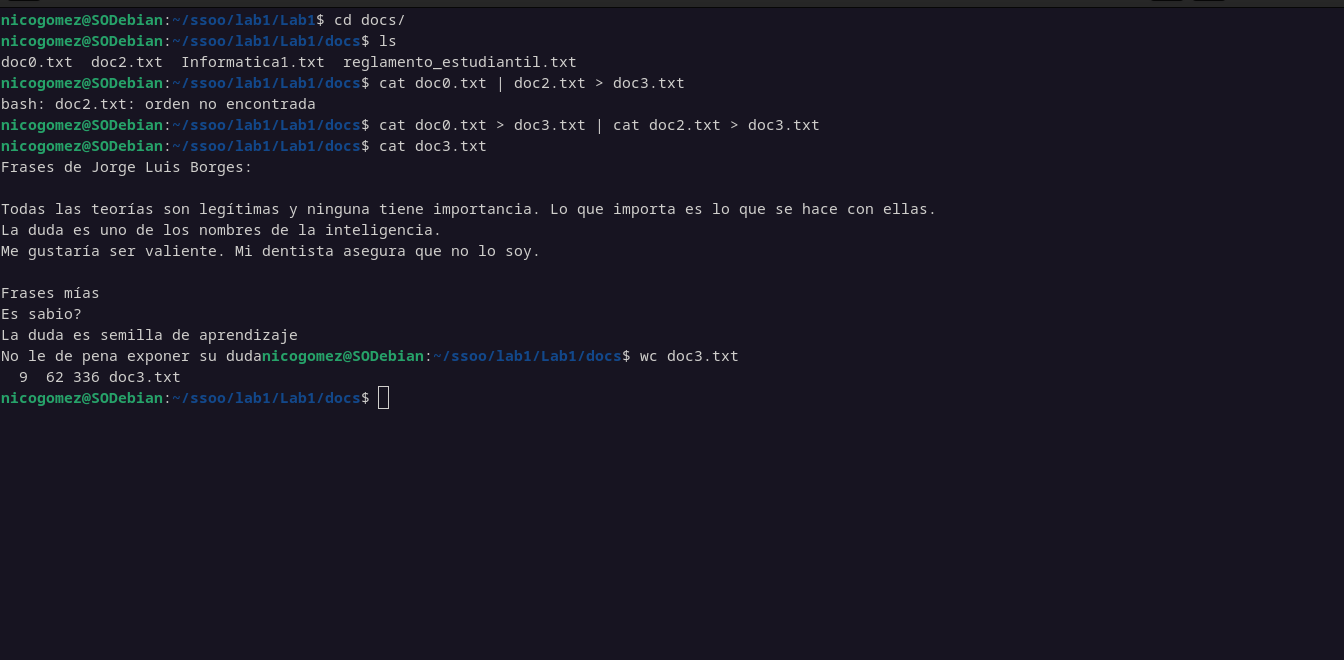 nicogomez@SODebian:~/ssoo/lab1/Lab1$ cd docs/
nicogomez@SODebian:~/ssoo/lab1/Lab1/docs$ ls
doc0.txt  doc2.txt  Informatica1.txt  reglamento_estudiantil.txt
nicogomez@SODebian:~/ssoo/lab1/Lab1/docs$ cat doc0.txt | doc2.txt > doc3.txt
bash: doc2.txt: orden no encontrada
nicogomez@SODebian:~/ssoo/lab1/Lab1/docs$ cat doc0.txt > doc3.txt | cat doc2.txt > doc3.txt
nicogomez@SODebian:~/ssoo/lab1/Lab1/docs$ cat doc3.txt
Frases de Jorge Luis Borges:

Todas las teorías son legítimas y ninguna tiene importancia. Lo que importa es lo que se hace con ellas.
La duda es uno de los nombres de la inteligencia.
Me gustaría ser valiente. Mi dentista asegura que no lo soy.

Frases mías
Es sabio?
La duda es semilla de aprendizaje
No le de pena exponer su dudanicogomez@SODebian:~/ssoo/lab1/Lab1/docs$ wc doc3.txt
  9  62 336 doc3.txt
nicogomez@SODebian:~/ssoo/lab1/Lab1/docs$